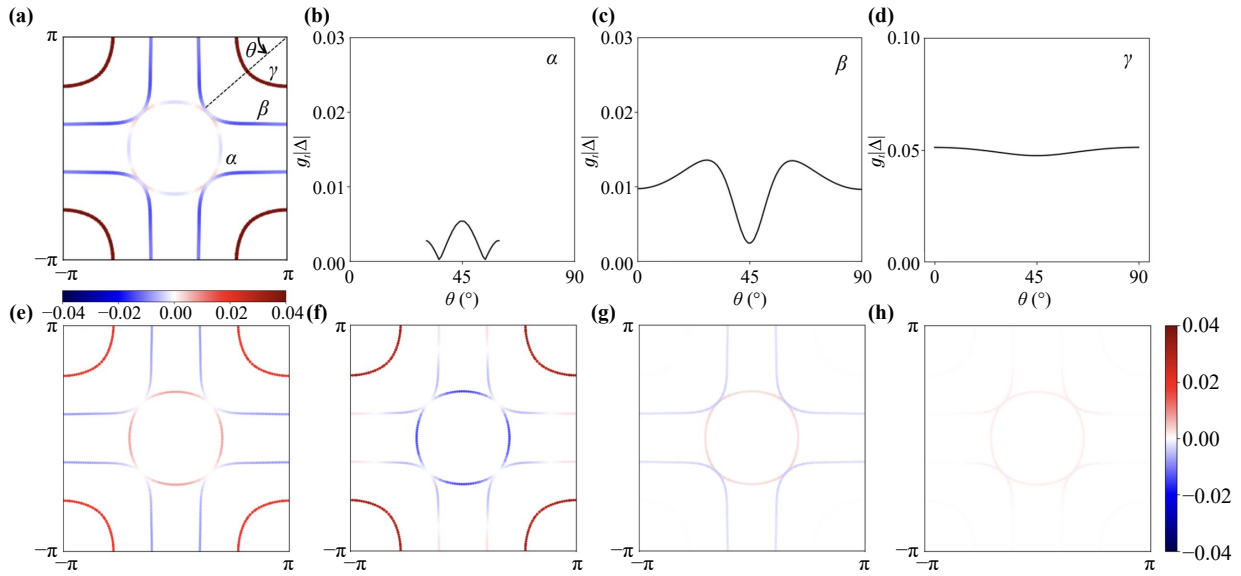 (a)
π
θ
γ
β
α
−π
−π
π
−0.04 −0.02 0.00 0.02 0.04
(b)
0.03
0.02
0.01
0.00
g_i|Δ|
α
0 45 90
θ (°)
(c)
0.03
0.02
0.01
0.00
g_i|Δ|
β
0 45 90
θ (°)
(d)
0.10
0.05
0.00
g_i|Δ|
γ
0 45 90
θ (°)
(e)
π
−π
−π
π
(f)
π
−π
−π
π
(g)
π
−π
−π
π
(h)
π
−π
−π
π
0.04
0.02
0.00
−0.02
−0.04